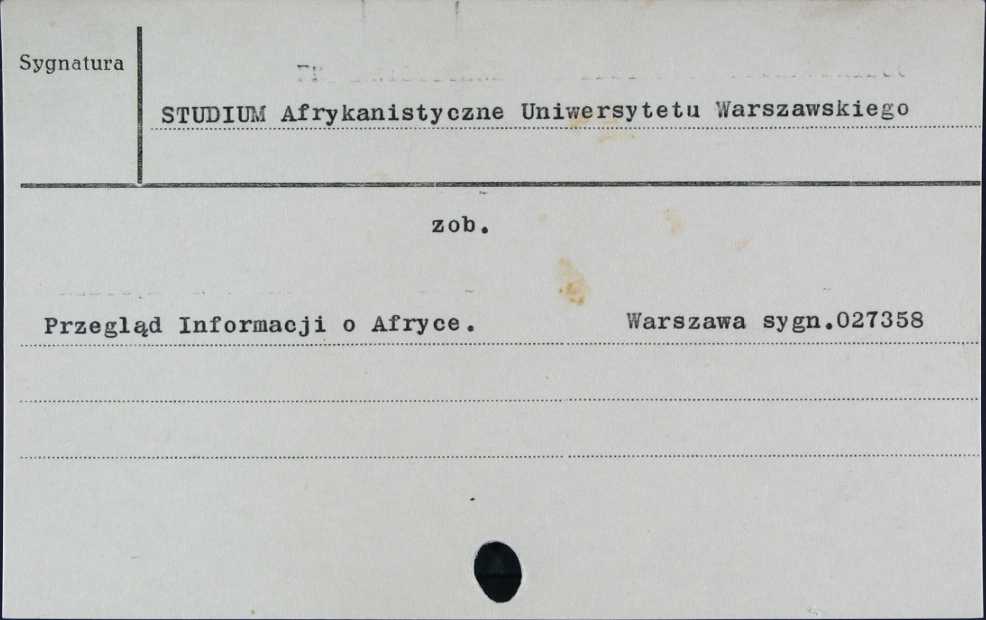 Sygnatura
STUDIUM Afrykanistyczne Uniwersytetu Warszawskiego
zob.
Przegląd Informacji o Afryce. Warszawa sygn.027358